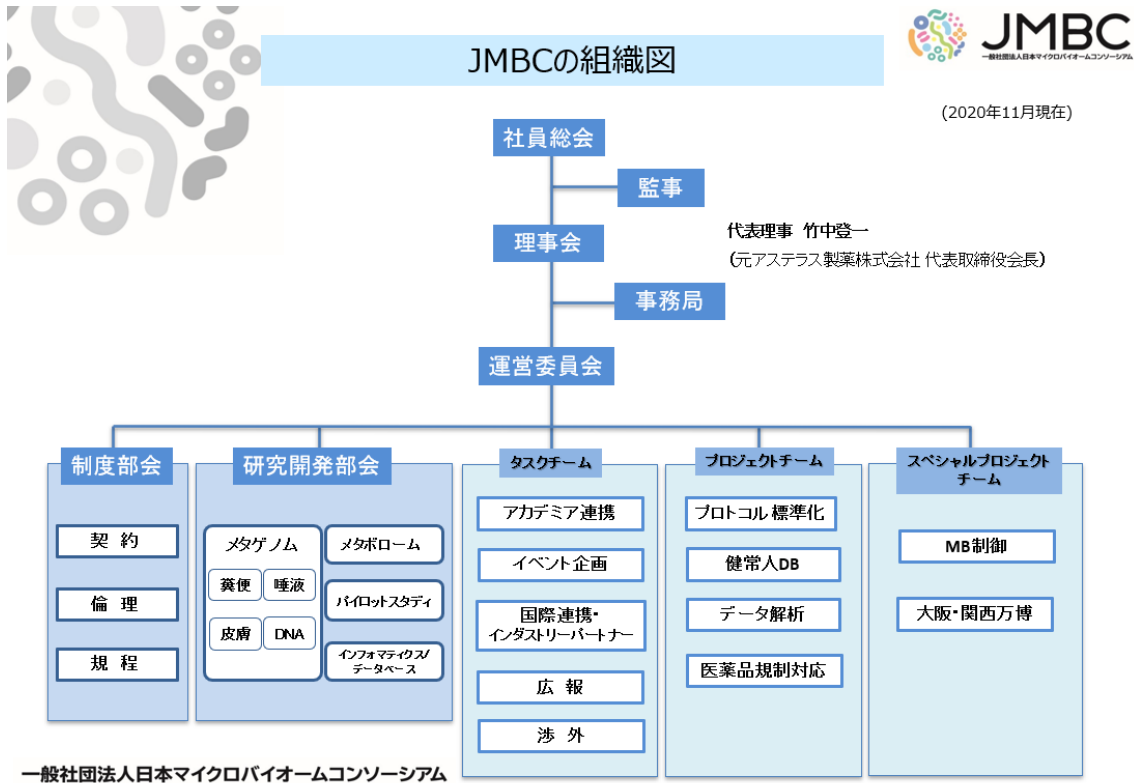 JMBCの組織図
JMBC
一般社団法人日本マイクロバイオームコンソーシアム
(2020年11月現在)
社員総会
監事
理事会
代表理事 竹中登一
(元アステラス製薬株式会社 代表取締役会長)
事務局
運営委員会
制度部会
契 約
倫 理
規 程
研究開発部会
メタゲノム
糞便
唾液
皮膚
DNA
メタボローム
パイロットスタディ
インフォマティクス/
データベース
タスクチーム
アカデミア連携
イベント企画
国際連携・
インダストリーパートナー
広 報
渉 外
プロジェクトチーム
プロトコル 標準化
健常人DB
データ解析
医薬品規制対応
スペシャルプロジェクト
チーム
MB制御
大阪・関西万博
一般社団法人日本マイクロバイオームコンソーシアム